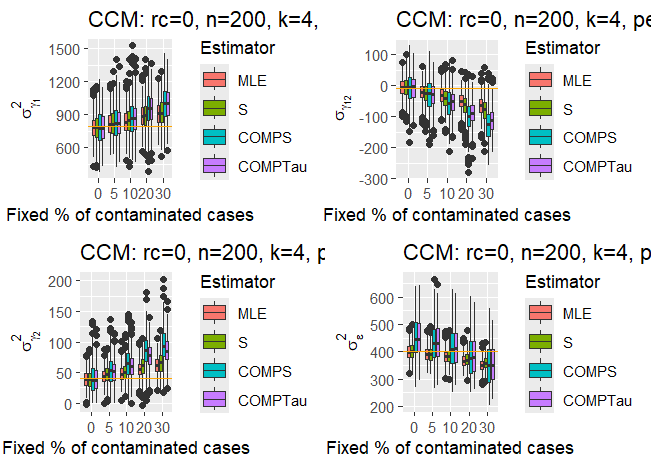 CCM: rc=0, n=200, k=4,
σ²γ1
1500
1200
900
600
0 5 10 20 30
Fixed % of contaminated cases
Estimator
MLE
S
COMPS
COMPTau
CCM: rc=0, n=200, k=4, pe
σγ12
100
0
-100
-200
-300
0 5 10 20 30
Fixed % of contaminated cases
Estimator
MLE
S
COMPS
COMPTau
CCM: rc=0, n=200, k=4, p
σ²γ2
200
150
100
50
0
0 5 10 20 30
Fixed % of contaminated cases
Estimator
MLE
S
COMPS
COMPTau
CCM: rc=0, n=200, k=4, p
σ²ε
600
500
400
300
200
0 5 10 20 30
Fixed % of contaminated cases
Estimator
MLE
S
COMPS
COMPTau